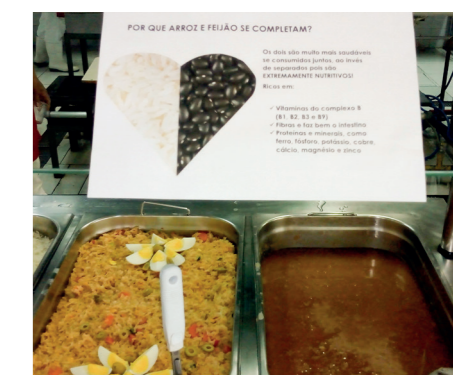 POR QUE ARROZ E FEIJÃO SE COMPLETAM?
Os dois são muito mais saudáveis
se consumidos juntos, ao invés
de separados pois são
EXTREMAMENTE NUTRITIVOS!
Ricos em:
✓ Vitaminas do complexo B
(B1, B2, B3 e B9)
✓ Fibras e faz bem o intestino
✓ Proteínas e minerais, como
ferro, fósforo, potássio, cobre,
cálcio, magnésio e zinco